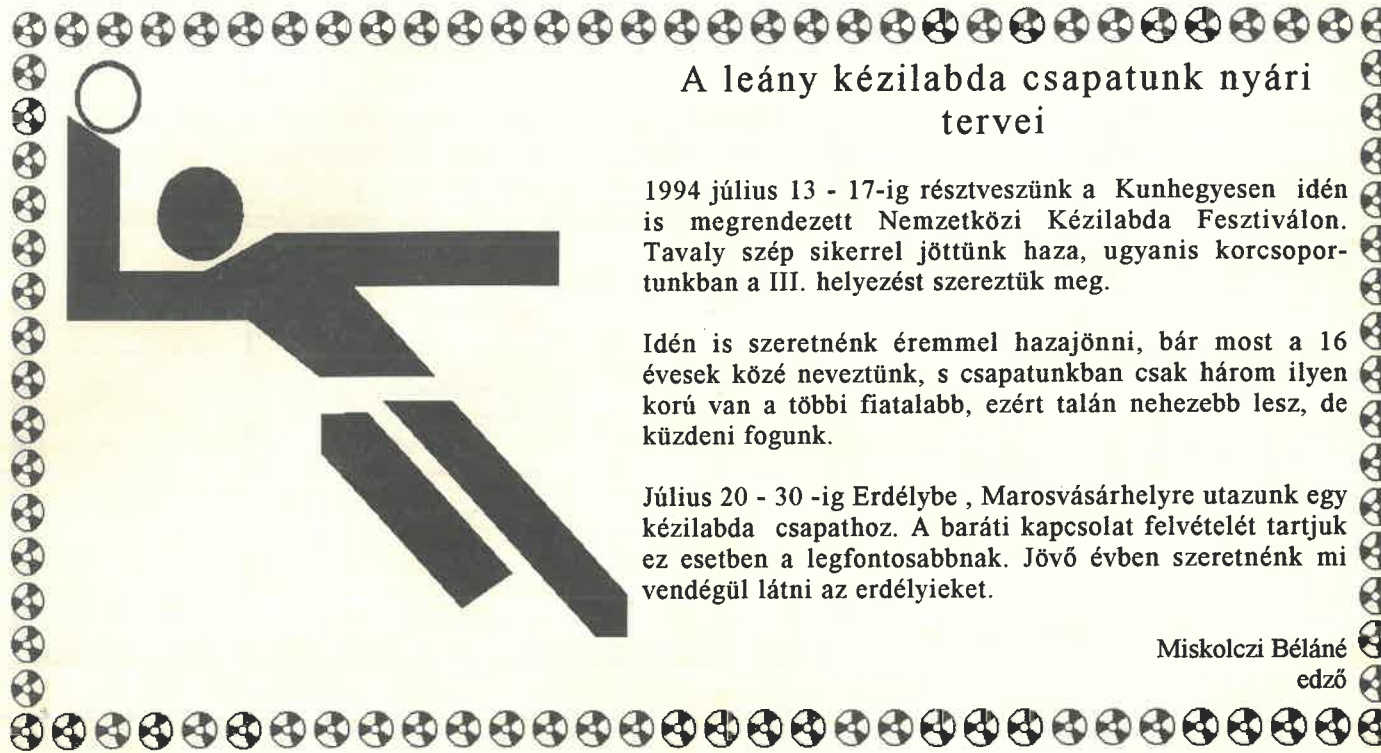 A leány kézilabda csapatunk nyári
tervei
1994 július 13 - 17-ig résztveszünk a Kunhegyesen idén
is megrendezett Nemzetközi Kézilabda Fesztiválon.
Tavaly szép sikerrel jöttünk haza, ugyanis korcsopor-
tunkban a III. helyezést szereztük meg.
Idén is szeretnénk éremmel hazajönni, bár most a 16
évesek közé neveztünk, s csapatunkban csak három ilyen
korú van a többi fiatalabb, ezért talán nehezebb lesz, de
küzdeni fogunk.
Július 20 - 30 -ig Erdélybe , Marosvásárhelyre utazunk egy
kézilabda csapathoz. A baráti kapcsolat felvételét tartjuk
ez esetben a legfontosabbnak. Jövő évben szeretnénk mi
vendégül látni az erdélyieket.
Miskolczi Béláné
edző